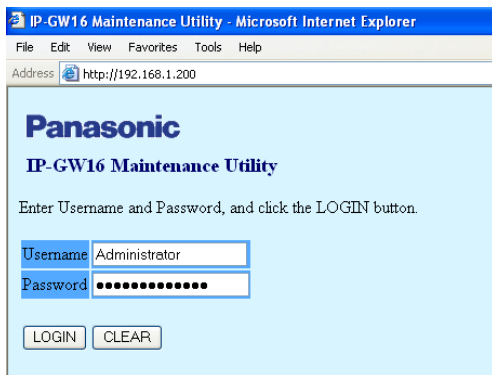 IP-GW16 Maintenance Utility - Microsoft Internet Explorer
File Edit View Favorites Tools Help
Address http://192.168.1.200
Panasonic
IP-GW16 Maintenance Utility
Enter Username and Password, and click the LOGIN button.
Username Administrator
Password ●●●●●●●●●●●●●
LOGIN CLEAR